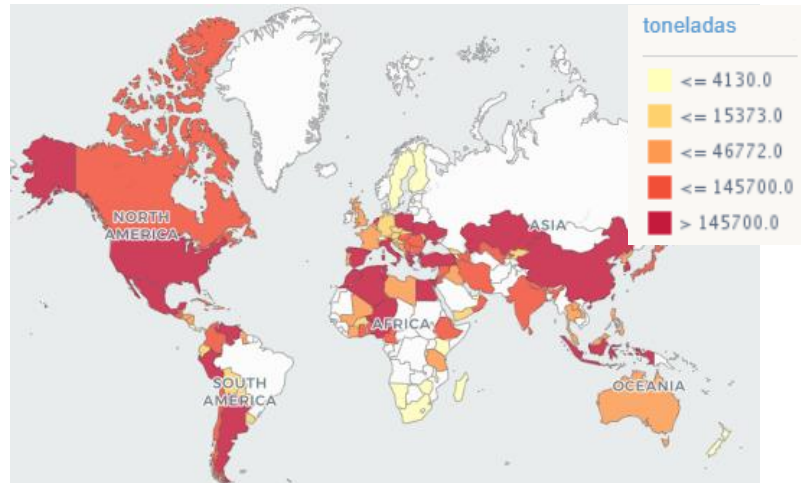 toneladas
<= 4130.0
<= 15373.0
<= 46772.0
<= 145700.0
> 145700.0
NORTH
AMERICA
ASIA
AFRICA
SOUTH
AMERICA
OCEANIA